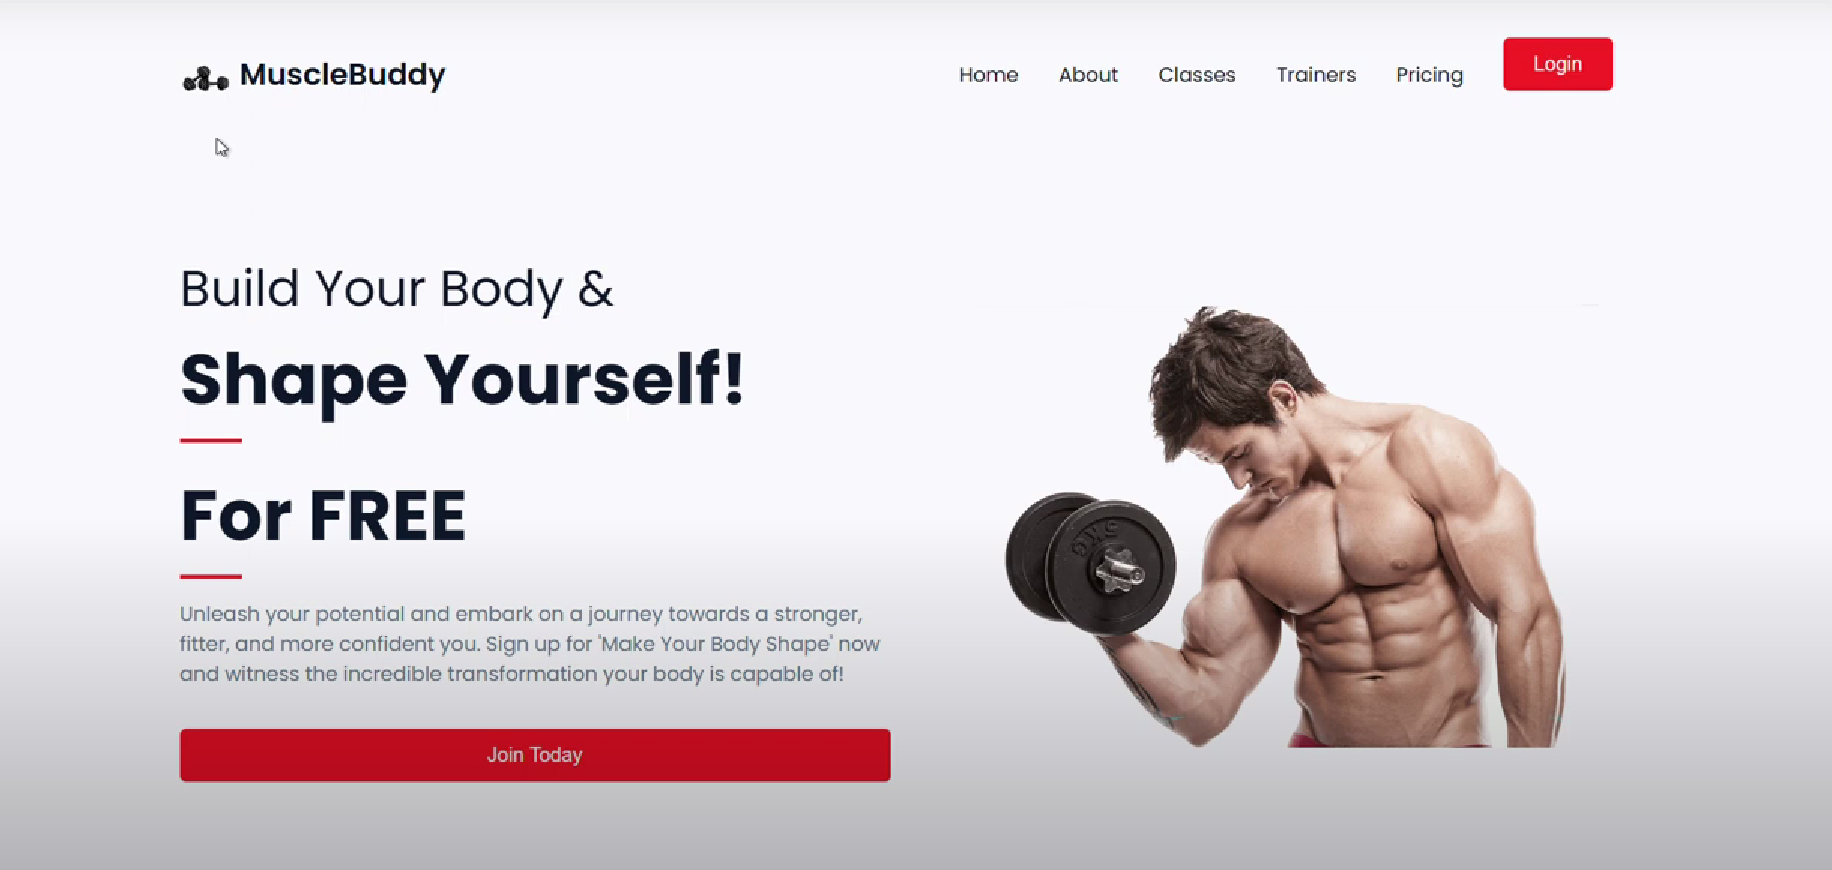 MuscleBuddy
Home About Classes Trainers Pricing Login
Build Your Body &
Shape Yourself!
For FREE
Unleash your potential and embark on a journey towards a stronger,
fitter, and more confident you. Sign up for 'Make Your Body Shape' now
and witness the incredible transformation your body is capable of!
Join Today
5KG